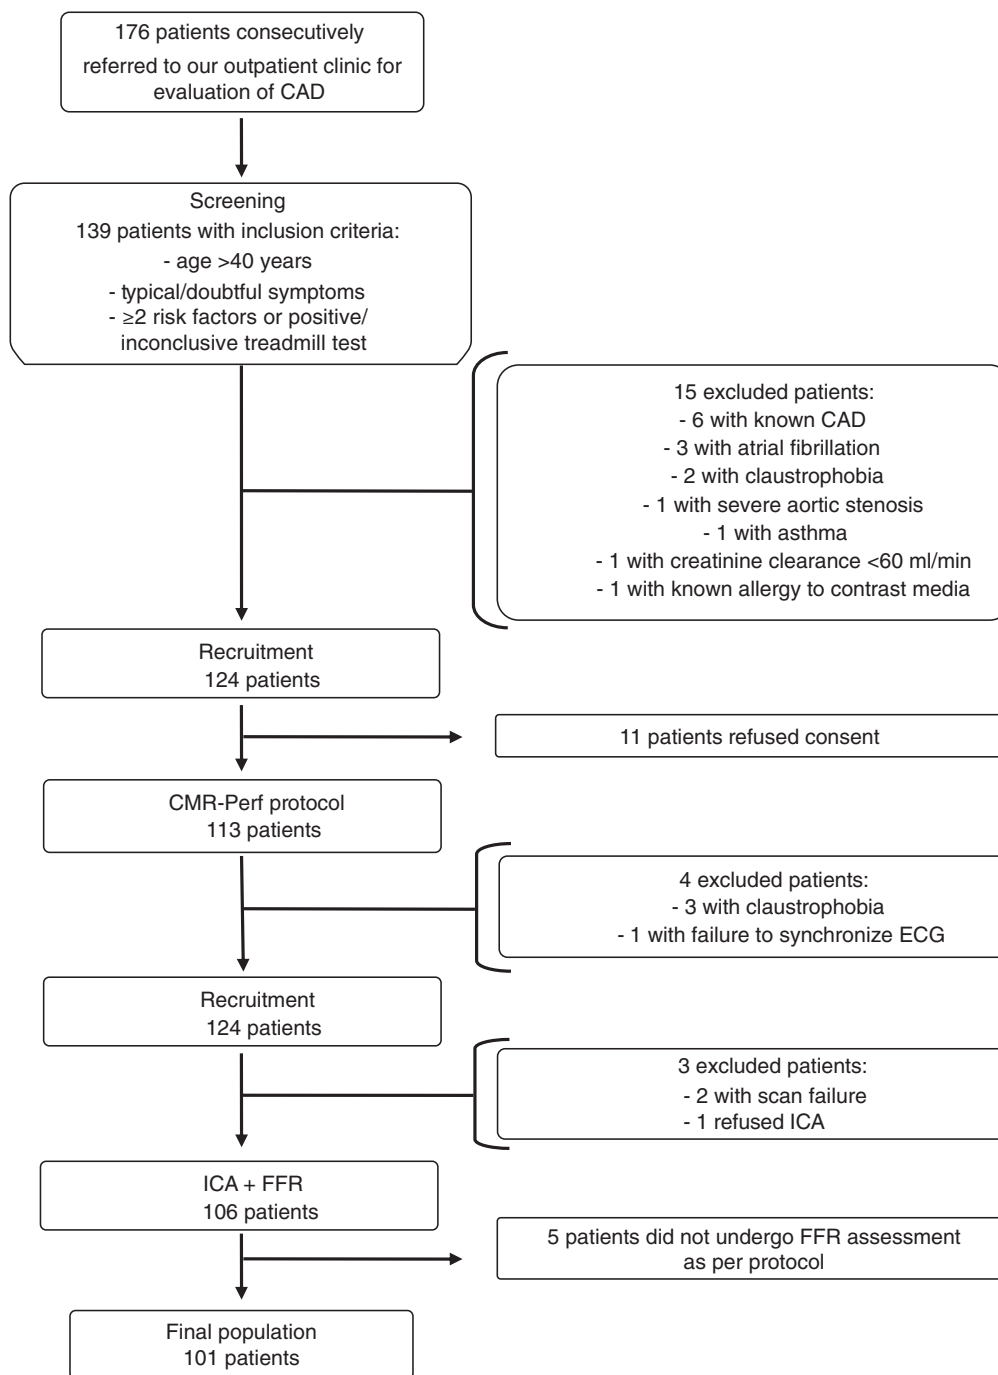 176 patients consecutively
referred to our outpatient clinic for
evaluation of CAD
Screening
139 patients with inclusion criteria:
- age >40 years
- typical/doubtful symptoms
- ≥2 risk factors or positive/
inconclusive treadmill test
15 excluded patients:
- 6 with known CAD
- 3 with atrial fibrillation
- 2 with claustrophobia
- 1 with severe aortic stenosis
- 1 with asthma
- 1 with creatinine clearance <60 ml/min
- 1 with known allergy to contrast media
Recruitment
124 patients
11 patients refused consent
CMR-Perf protocol
113 patients
4 excluded patients:
- 3 with claustrophobia
- 1 with failure to synchronize ECG
Recruitment
124 patients
3 excluded patients:
- 2 with scan failure
- 1 refused ICA
ICA + FFR
106 patients
5 patients did not undergo FFR assessment
as per protocol
Final population
101 patients